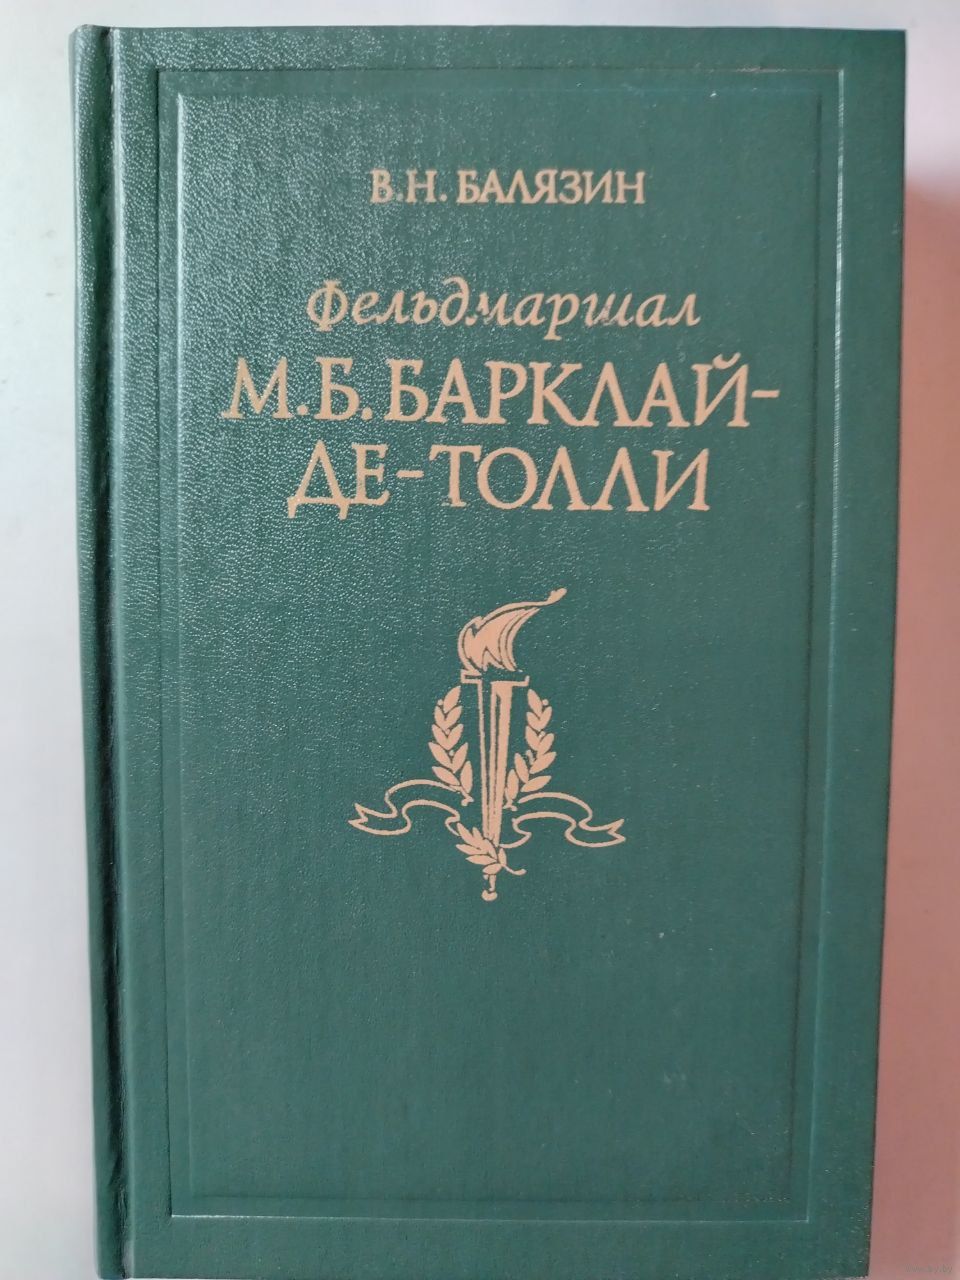 В.Н. БАЛЯЗИН
Фельдмаршал
М.Б. БАРКЛАЙ-
ДЕ-ТОЛЛИ